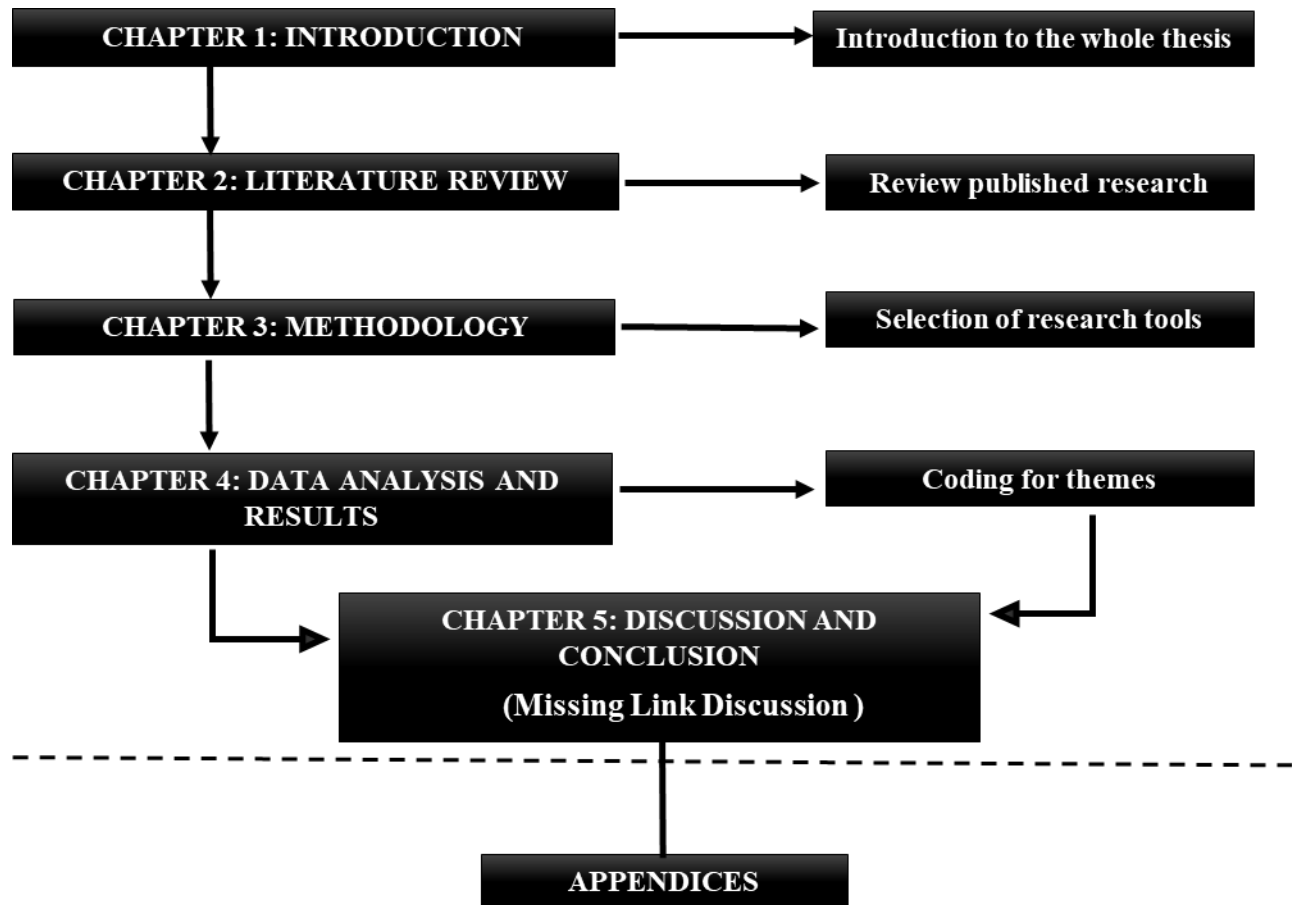 CHAPTER 1: INTRODUCTION
Introduction to the whole thesis
CHAPTER 2: LITERATURE REVIEW
Review published research
CHAPTER 3: METHODOLOGY
Selection of research tools
CHAPTER 4: DATA ANALYSIS AND
RESULTS
Coding for themes
CHAPTER 5: DISCUSSION AND
CONCLUSION
(Missing Link Discussion )
APPENDICES